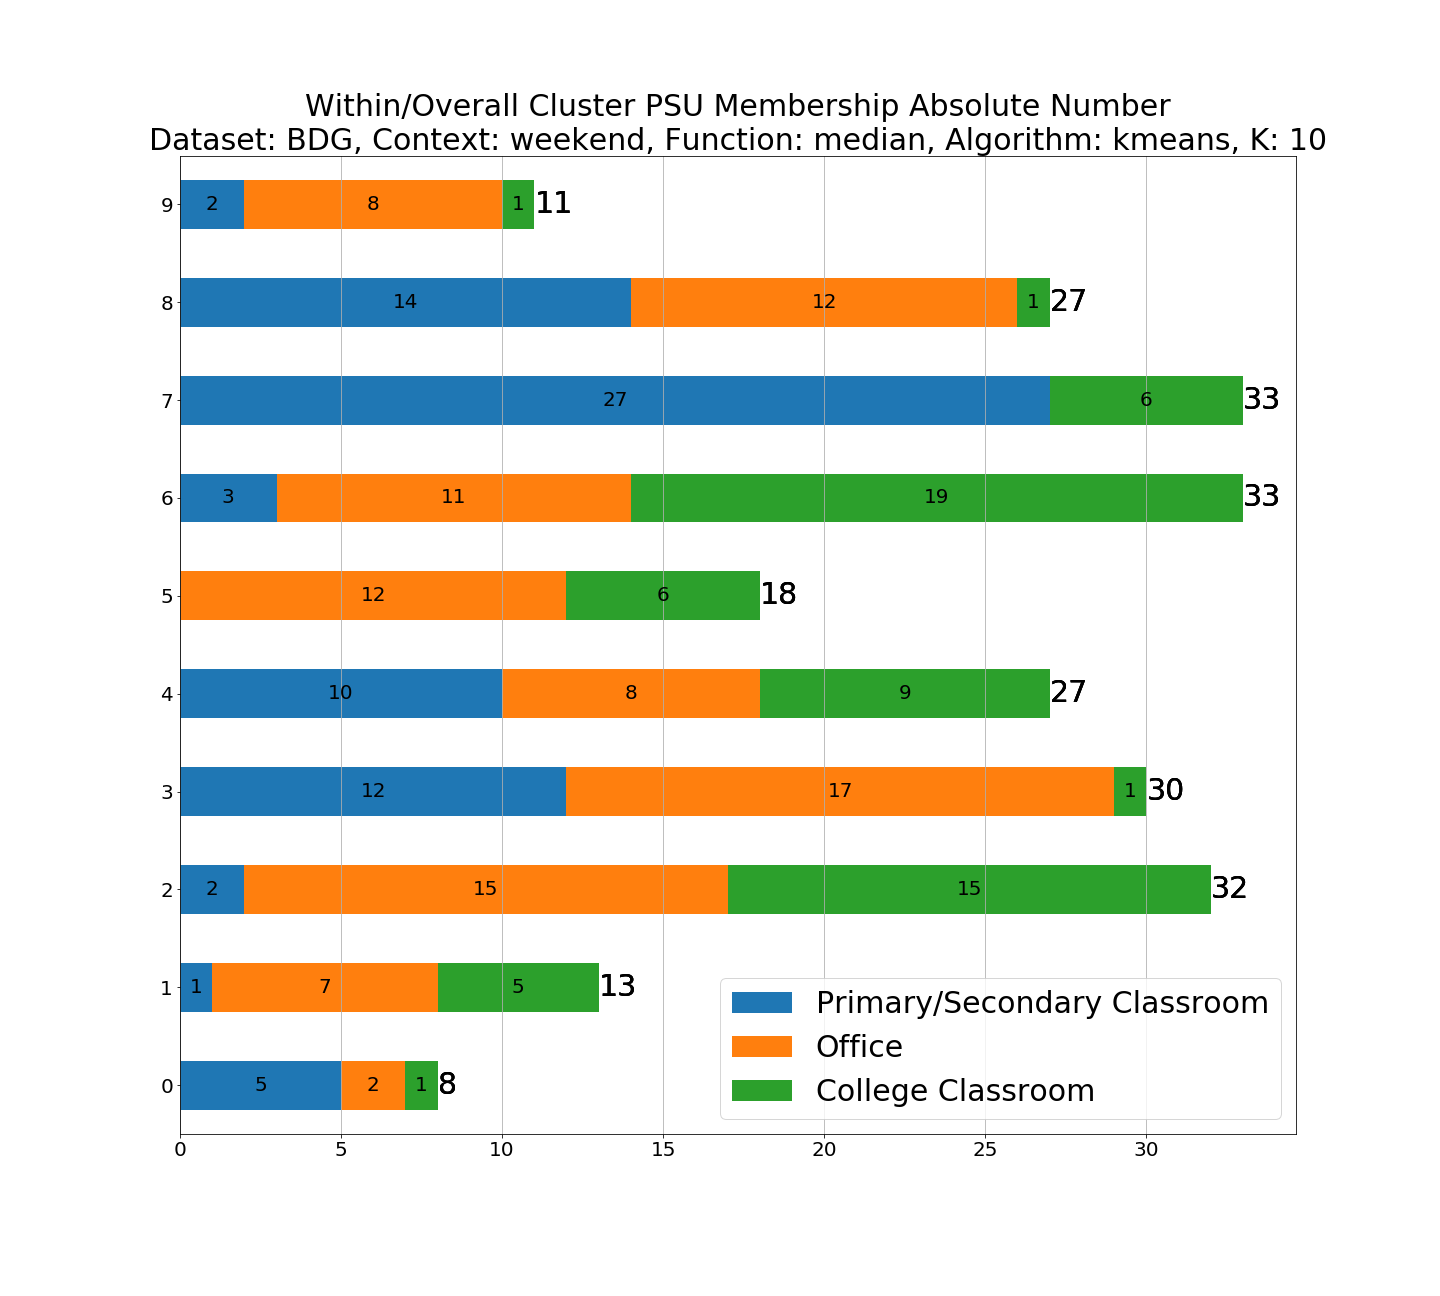 Within/Overall Cluster PSU Membership Absolute Number
Dataset: BDG, Context: weekend, Function: median, Algorithm: kmeans, K: 10
9 2 8 1 11
8 14 12 1 27
7 27 6 33
6 3 11 19 33
5 12 6 18
4 10 8 9 27
3 12 17 1 30
2 2 15 15 32
1 1 7 5 13
0 5 2 1 8
Primary/Secondary Classroom
Office
College Classroom
0 5 10 15 20 25 30